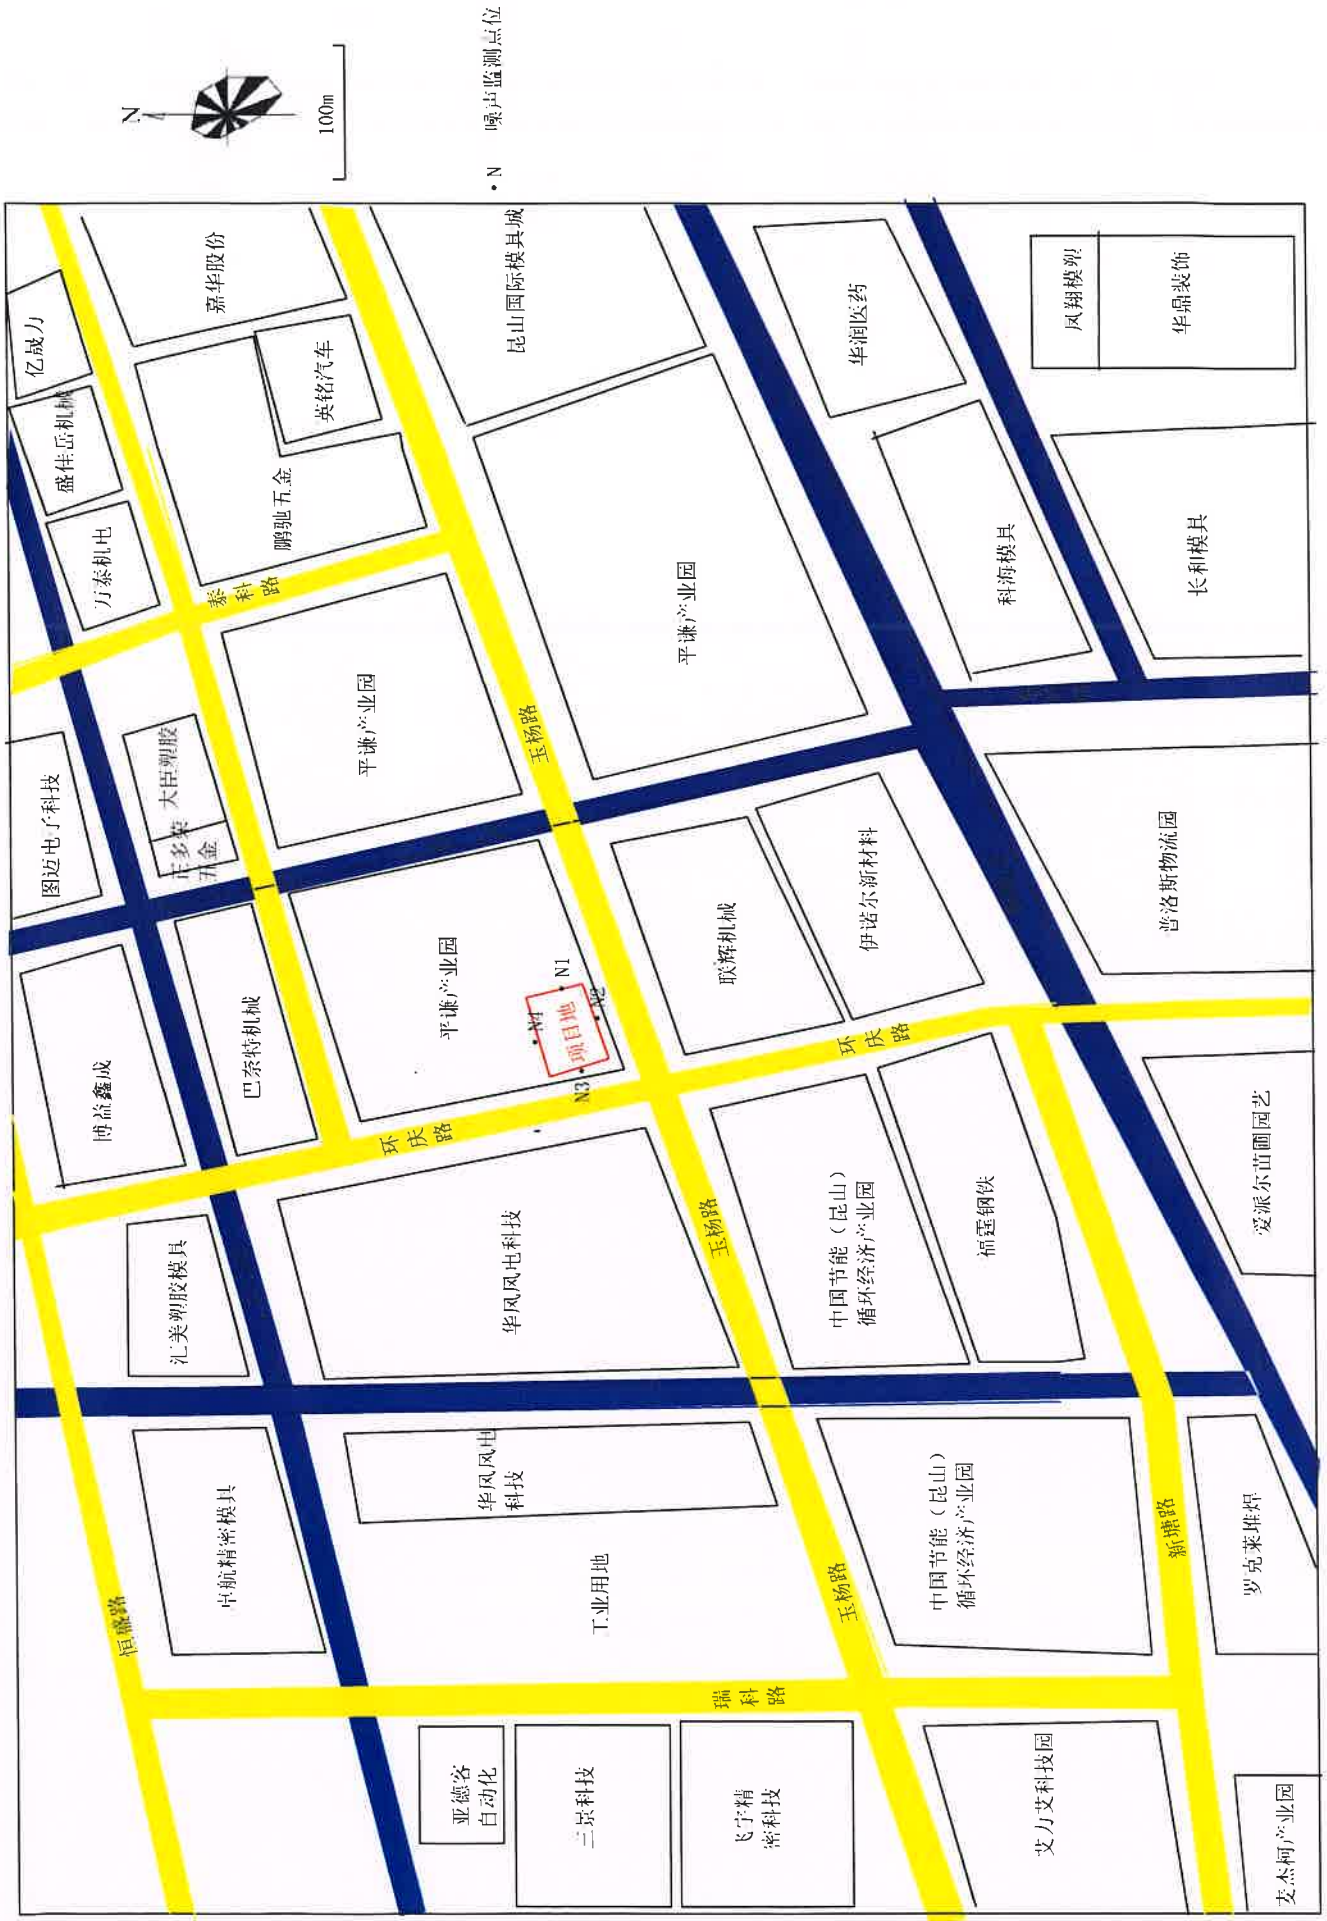 N
100m
• N 噪声监测点位
亿晟力
嘉华股份
昆山国际模具城
华润医药
凤翔模塑
华鼎装饰
盛佳岳机械
英铭汽车
万泰机电
鹏驰五金
科海模具
长利模具
泰科路
平谦产业园
平谦产业园
玉杨路
图迈电子科技
大臣塑胶
正多荣
五金
联辉机械
伊诺尔新材料
普洛斯物流园
博益鑫成
巴奈特机械
平谦产业园
项目地
N1
N2
N3
N4
环庆路
环庆路
汇美塑胶模具
华风风电科技
玉杨路
中国节能（昆山）
循环经济产业园
福霆钢铁
爱派尔苗圃园艺
恒盛路
卓航精密模具
华风风电
科技
工业用地
玉杨路
中国节能（昆山）
循环经济产业园
新塘路
罗克莱堆焊
瑞科路
亚德客
自动化
三景科技
飞宇精
密科技
艾力艾科技园
麦杰柯产业园